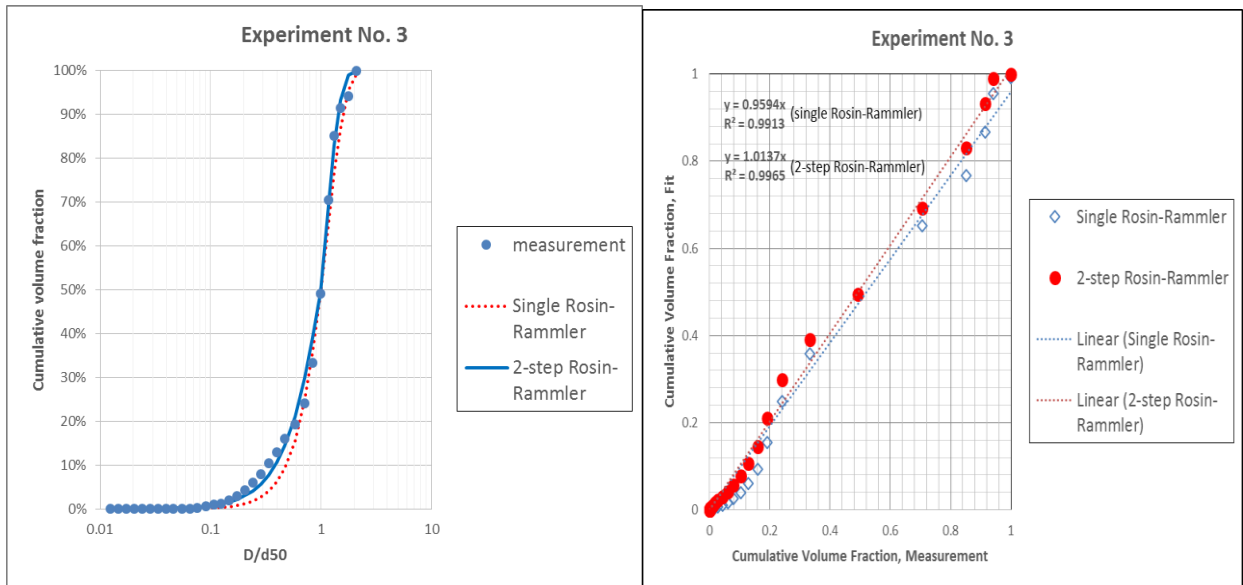 Experiment No. 3
100%
90%
80%
70%
60%
50%
40%
30%
20%
10%
0%
Cumulative volume fraction
0.01
0.1
1
10
D/d50
measurement
Single Rosin-
Rammler
2-step Rosin-
Rammler
Experiment No. 3
1
0.8
0.6
0.4
0.2
0
Cumulative Volume Fraction, Fit
y = 0.9594x
R² = 0.9913
(single Rosin-Rammler)
y = 1.0137x
R² = 0.9965
(2-step Rosin-Rammler)
0
0.2
0.4
0.6
0.8
1
Cumulative Volume Fraction, Measurement
Single Rosin-Rammler
2-step Rosin-Rammler
Linear (Single Rosin-
Rammler)
Linear (2-step Rosin-
Rammler)